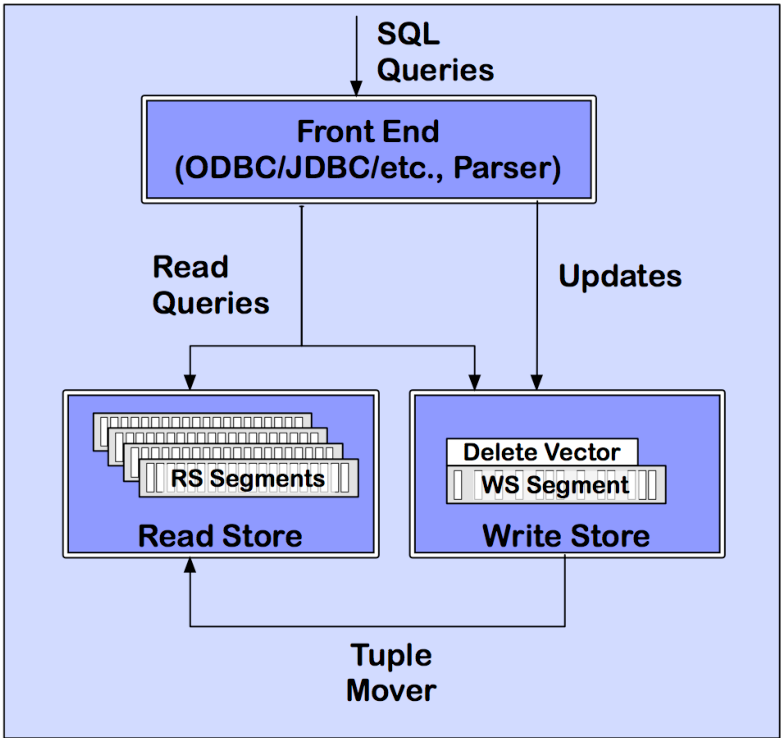 SQL
Queries
Front End
(ODBC/JDBC/etc., Parser)
Read
Queries
Updates
RS Segments
Read Store
Delete Vector
WS Segment
Write Store
Tuple
Mover